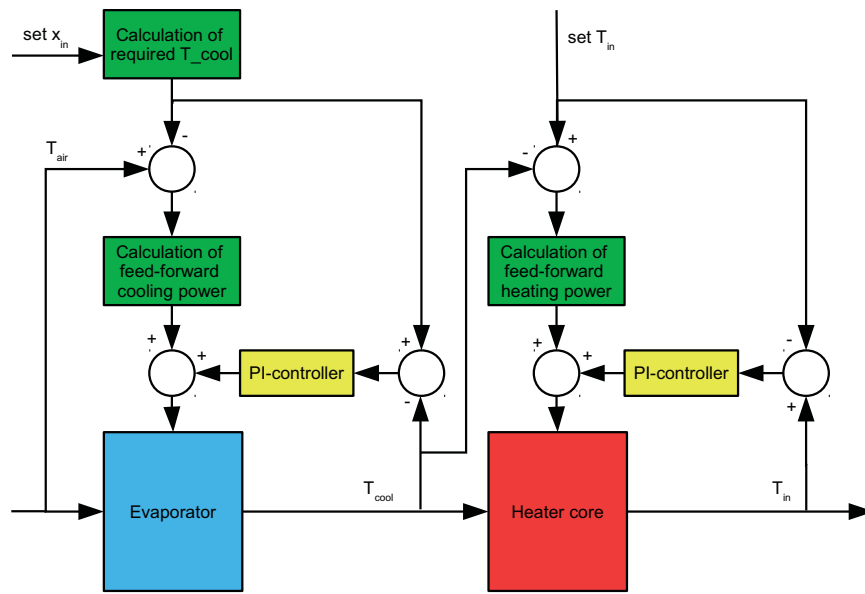 set x_in
Calculation of
required T_cool
set T_in
+
-
T_air
-
+
Calculation of
feed-forward
cooling power
Calculation of
feed-forward
heating power
+
+
PI-controller
+
-
+
+
PI-controller
-
+
Evaporator
T_cool
Heater core
T_in